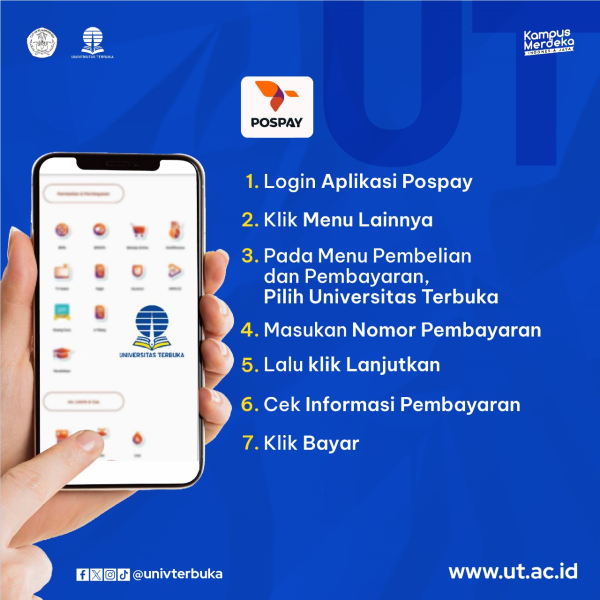 UNIVERSITAS TERBUKA
Kampus
Merdeka
INDONESIA JAYA
UT
POSPAY
1. Login Aplikasi Pospay
2. Klik Menu Lainnya
3. Pada Menu Pembelian
dan Pembayaran,
Pilih Universitas Terbuka
4. Masukan Nomor Pembayaran
5. Lalu klik Lanjutkan
6. Cek Informasi Pembayaran
7. Klik Bayar
UNIVERSITAS TERBUKA
@univterbuka
www.ut.ac.id